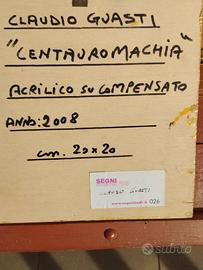 CLAUDIO GUASTI
"CENTAUROMACHIA"
ACRILICO SU COMPENSATO
ANNO: 2008
cm. 20x20
SEGNI
CLAUDIO GUASTI
026
subito